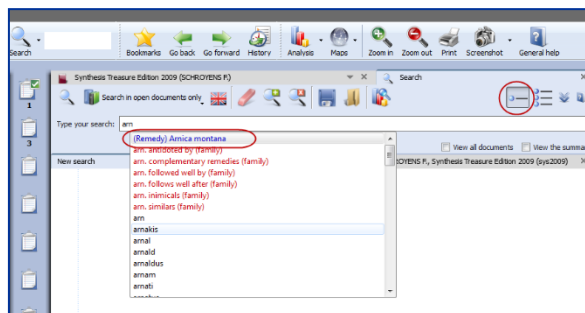 Search
Bookmarks Go back Go forward History Analysis Maps Zoom in Zoom out Print Screenshot General help
Synthesis Treasure Edition 2009 (SCHROYENS F.)
Search
1
Search in open documents only
Type your search: arn
3
(Remedy) Arnica montana
arn. antidoted by (family)
View all documents View the summa
arn. complementary remedies (family)
New search
OYENS F., Synthesis Treasure Edition 2009 (sys2009)
arn. followed well by (family)
arn. follows well after (family)
arn. inimicals (family)
arn. similars (family)
arn
arnakis
arnal
arnald
arnaldus
arnam
arnati